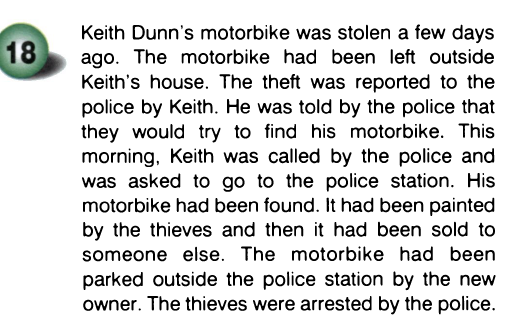 18
Keith Dunn's motorbike was stolen a few days
ago. The motorbike had been left outside
Keith's house. The theft was reported to the
police by Keith. He was told by the police that
they would try to find his motorbike. This
morning, Keith was called by the police and
was asked to go to the police station. His
motorbike had been found. It had been painted
by the thieves and then it had been sold to
someone else. The motorbike had been
parked outside the police station by the new
owner. The thieves were arrested by the police.